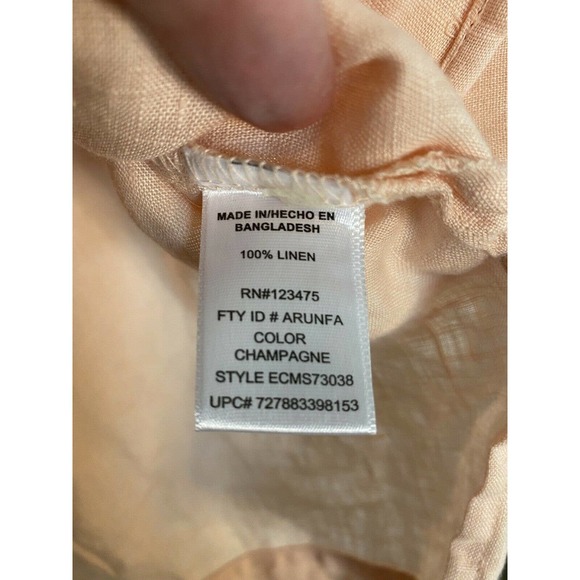 MADE IN/HECHO EN
BANGLADESH
100% LINEN
RN#123475
FTY ID # ARUNFA
COLOR
CHAMPAGNE
STYLE ECMS73038
UPC# 727883398153